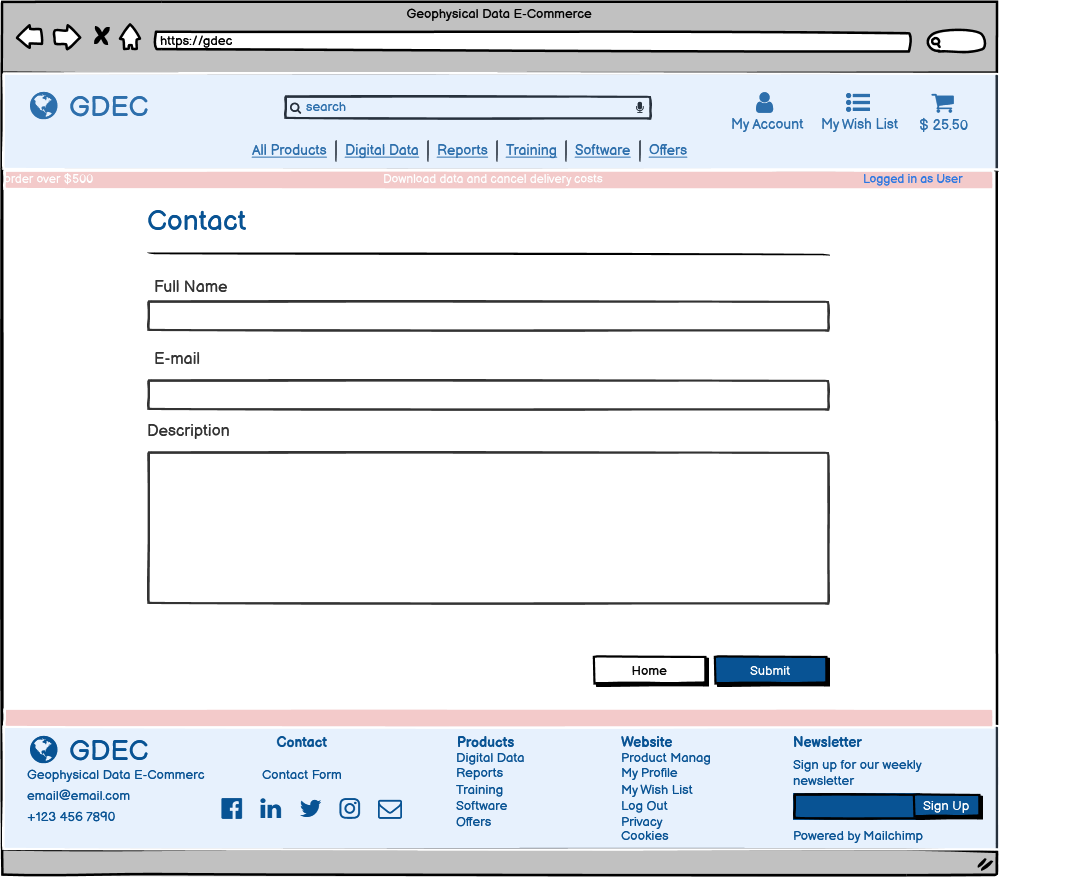 Geophysical Data E-Commerce
https://gdec
GDEC
search
My Account
My Wish List
$ 25.50
All Products
Digital Data
Reports
Training
Software
Offers
order over $500
Download data and cancel delivery costs
Logged in as User
Contact
Full Name
E-mail
Description
Home
Submit
GDEC
Geophysical Data E-Commerc
email@email.com
+123 456 7890
Contact
Contact Form
Products
Digital Data
Reports
Training
Software
Offers
Website
Product Manag
My Profile
My Wish List
Log Out
Privacy
Cookies
Newsletter
Sign up for our weekly
newsletter
Sign Up
Powered by Mailchimp